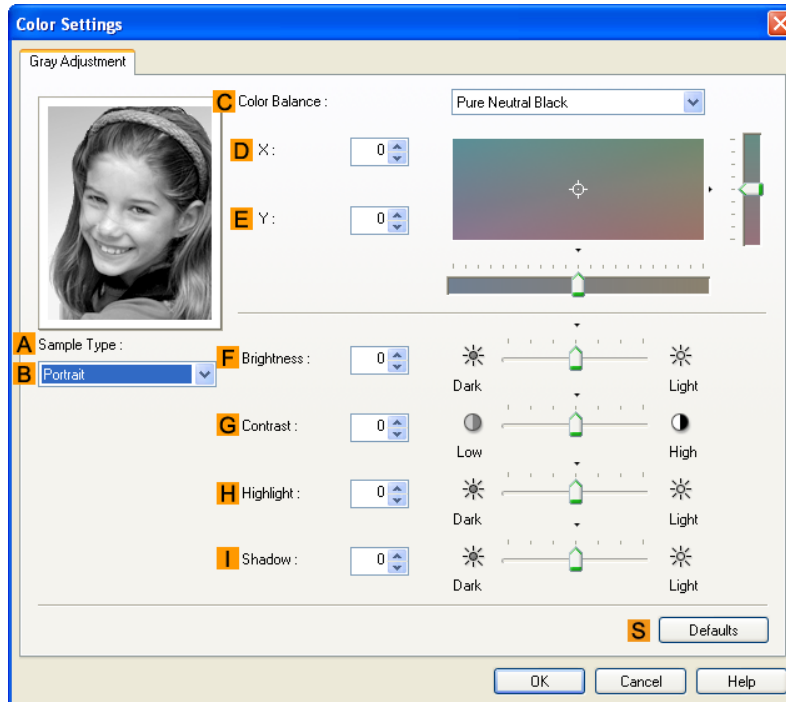 Color Settings
Gray Adjustment
C Color Balance : Pure Neutral Black
D X : 0
E Y : 0
A Sample Type :
B Portrait
F Brightness : 0
Dark Light
G Contrast : 0
Low High
H Highlight : 0
Dark Light
I Shadow : 0
Dark Light
S Defaults
OK Cancel Help